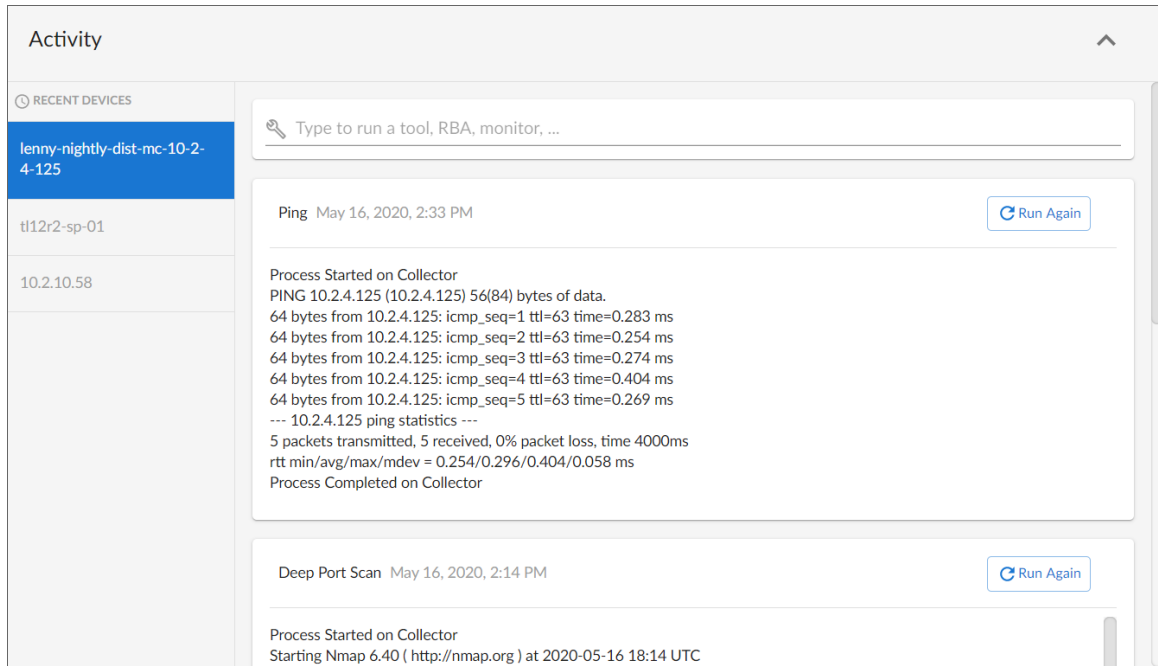 Activity
RECENT DEVICES
lenny-nightly-dist-mc-10-2-
4-125
tl12r2-sp-01
10.2.10.58
Type to run a tool, RBA, monitor, ...
Ping May 16, 2020, 2:33 PM
Run Again
Process Started on Collector
PING 10.2.4.125 (10.2.4.125) 56(84) bytes of data.
64 bytes from 10.2.4.125: icmp_seq=1 ttl=63 time=0.283 ms
64 bytes from 10.2.4.125: icmp_seq=2 ttl=63 time=0.254 ms
64 bytes from 10.2.4.125: icmp_seq=3 ttl=63 time=0.274 ms
64 bytes from 10.2.4.125: icmp_seq=4 ttl=63 time=0.404 ms
64 bytes from 10.2.4.125: icmp_seq=5 ttl=63 time=0.269 ms
--- 10.2.4.125 ping statistics ---
5 packets transmitted, 5 received, 0% packet loss, time 4000ms
rtt min/avg/max/mdev = 0.254/0.296/0.404/0.058 ms
Process Completed on Collector
Deep Port Scan May 16, 2020, 2:14 PM
Run Again
Process Started on Collector
Starting Nmap 6.40 ( http://nmap.org ) at 2020-05-16 18:14 UTC